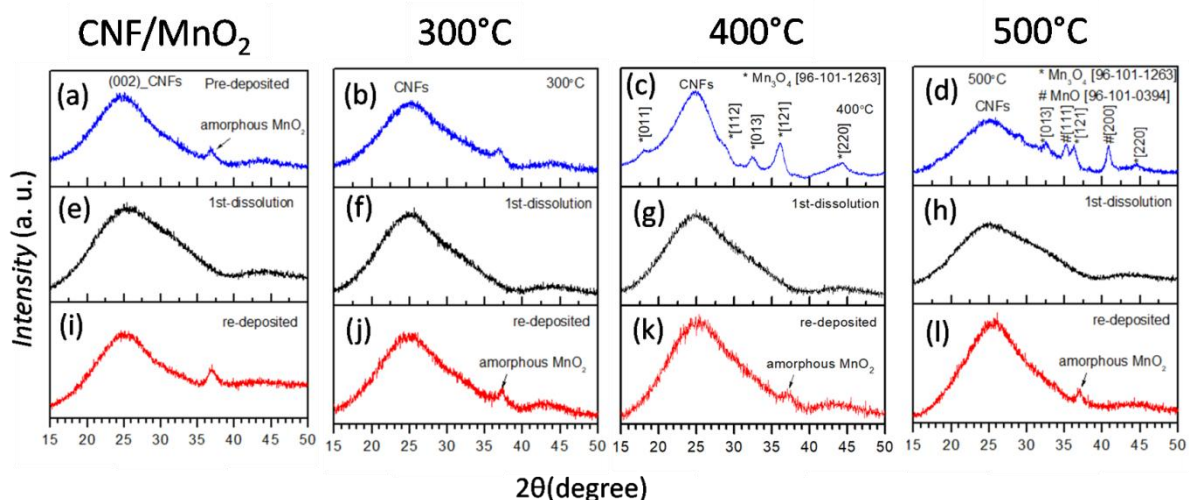 CNF/MnO₂ 300°C 400°C 500°C
(a) (002)_CNFs Pre-deposited
amorphous MnO₂
(b) CNFs 300°C
(c) CNFs * Mn₃O₄ [96-101-1263]
400°C
*[011]
*[112]
*[013]
*[121]
*[220]
(d) 500°C * Mn₃O₄ [96-101-1263]
CNFs # MnO [96-101-0394]
*[013]
#[111]
*[121]
#[200]
*[220]
(e) 1st-dissolution
(f) 1st-dissolution
(g) 1st-dissolution
(h) 1st-dissolution
(i) re-deposited
(j) re-deposited
amorphous MnO₂
(k) re-deposited
amorphous MnO₂
(l) re-deposited
amorphous MnO₂
Intensity (a. u.)
15 20 25 30 35 40 45 50
15 20 25 30 35 40 45 50
15 20 25 30 35 40 45 50
15 20 25 30 35 40 45 50
2θ(degree)